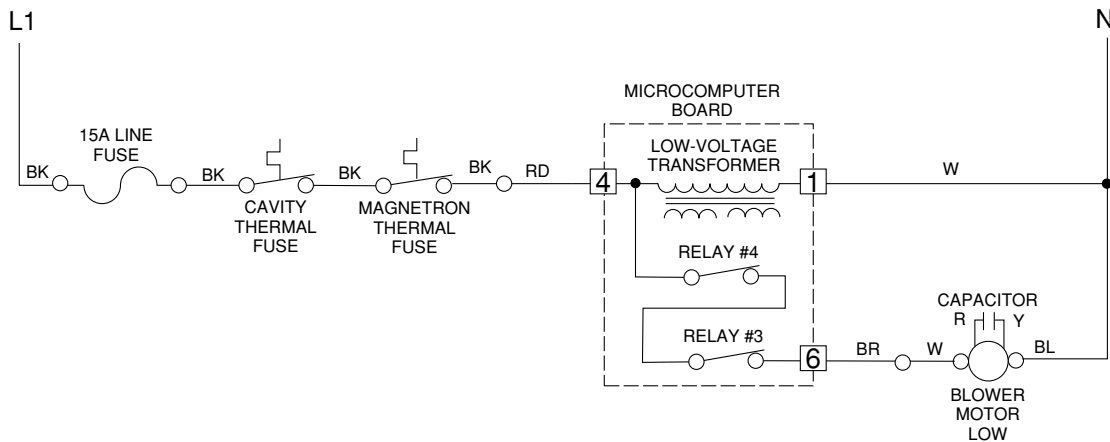 L1
N
MICROCOMPUTER
BOARD
15A LINE
FUSE
LOW-VOLTAGE
TRANSFORMER
BK
BK
BK
BK
RD
4
1
W
CAVITY
THERMAL
FUSE
MAGNETRON
THERMAL
FUSE
RELAY #4
CAPACITOR
R
Y
RELAY #3
6
BR
W
BL
BLOWER
MOTOR
LOW